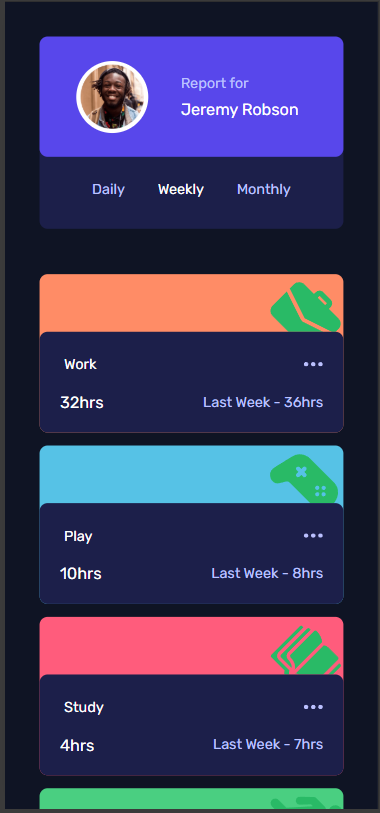 Report for
Jeremy Robson
Daily Weekly Monthly
Work
32hrs Last Week - 36hrs
Play
10hrs Last Week - 8hrs
Study
4hrs Last Week - 7hrs